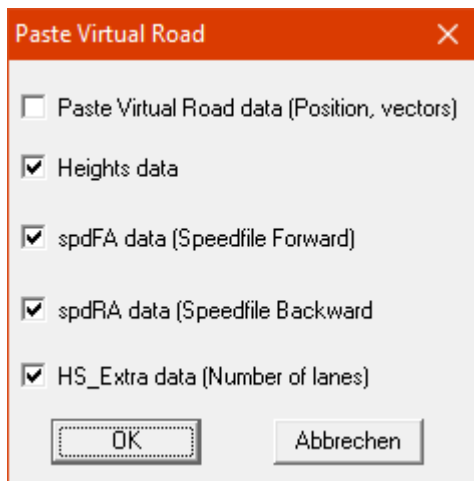 Paste Virtual Road
Paste Virtual Road data (Position, vectors)
Heights data
spdFA data (Speedfile Forward)
spdRA data (Speedfile Backward
HS_Extra data (Number of lanes)
OK Abbrechen